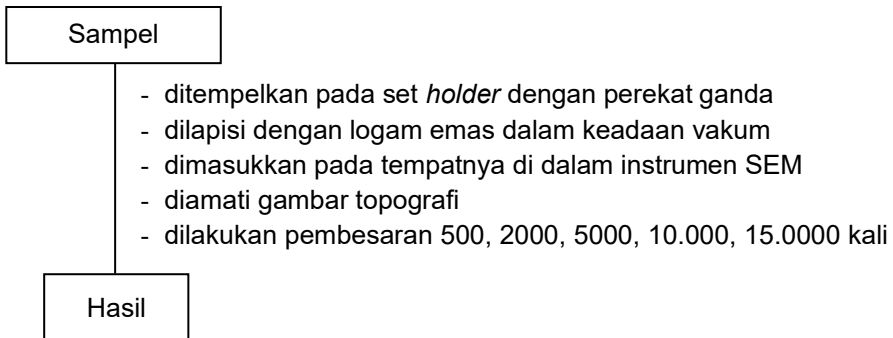 Sampel
- ditempelkan pada set holder dengan perekat ganda
- dilapisi dengan logam emas dalam keadaan vakum
- dimasukkan pada tempatnya di dalam instrumen SEM
- diamati gambar topografi
- dilakukan pembesaran 500, 2000, 5000, 10.000, 15.0000 kali
Hasil